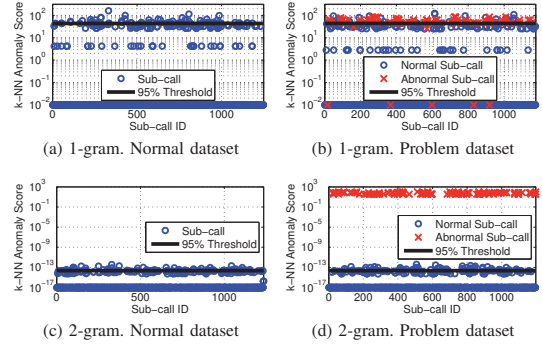 k−NN Anomaly Score
10^3
10^2
10^1
10^0
10^−1
10^−2
0
500
1000
Sub−call ID
Sub−call
95% Threshold
(a) 1-gram. Normal dataset
k−NN Anomaly Score
10^2
10^1
10^0
10^−1
10^−2
0
500
1000
Sub−call ID
Normal Sub−call
Abnormal Sub−call
95% Threshold
(b) 1-gram. Problem dataset
k−NN Anomaly Score
10^3
10^−1
10^−5
10^−9
10^−13
10^−17
0
500
1000
Sub−call ID
Sub−call
95% Threshold
(c) 2-gram. Normal dataset
k−NN Anomaly Score
10^3
10^−1
10^−5
10^−9
10^−13
10^−17
0 200 400 600 800 1000
Sub−call ID
Normal Sub−call
Abnormal Sub−call
95% Threshold
(d) 2-gram. Problem dataset